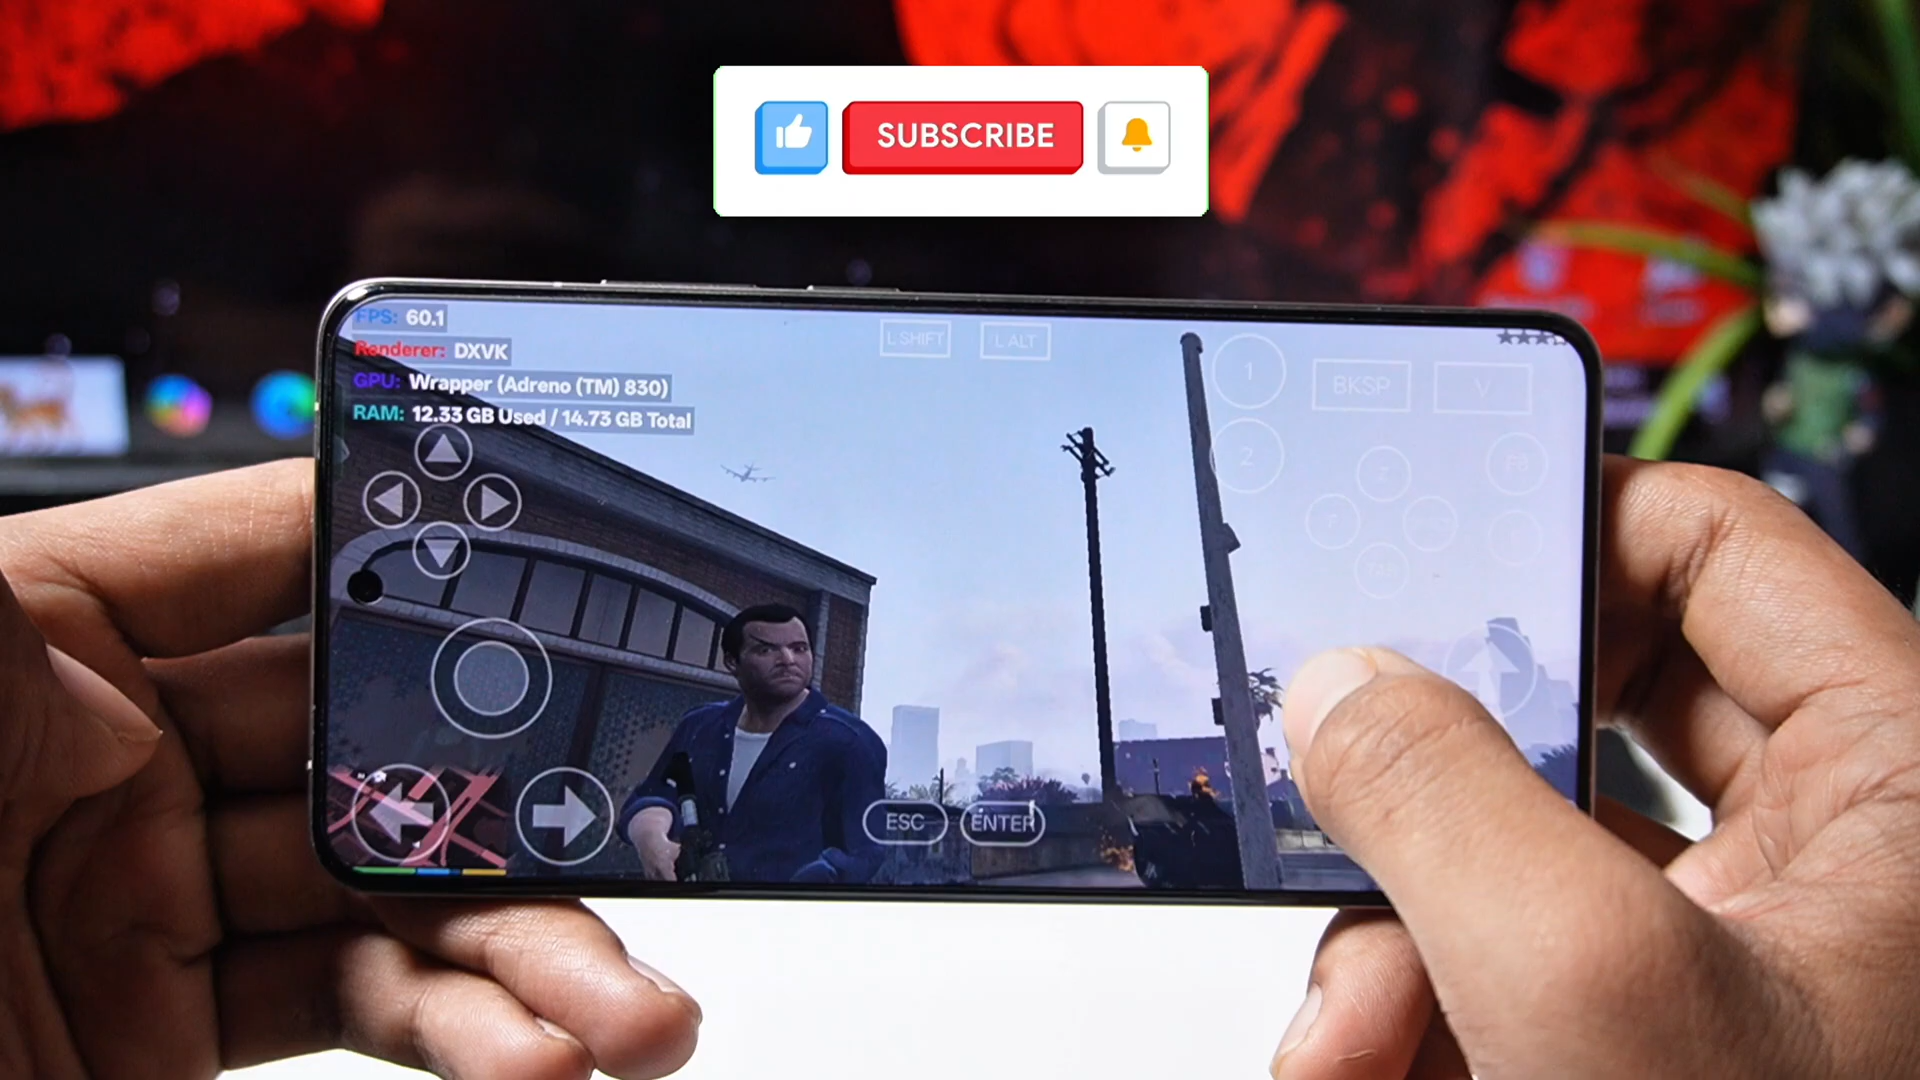 SUBSCRIBE
FPS: 60.1
Renderer: DXVK
GPU: Wrapper (Adreno (TM) 830)
RAM: 12.33 GB Used / 14.73 GB Total
L SHIFT
L ALT
1
BKSP
V
2
Z
F
TAB
ESC
ENTER